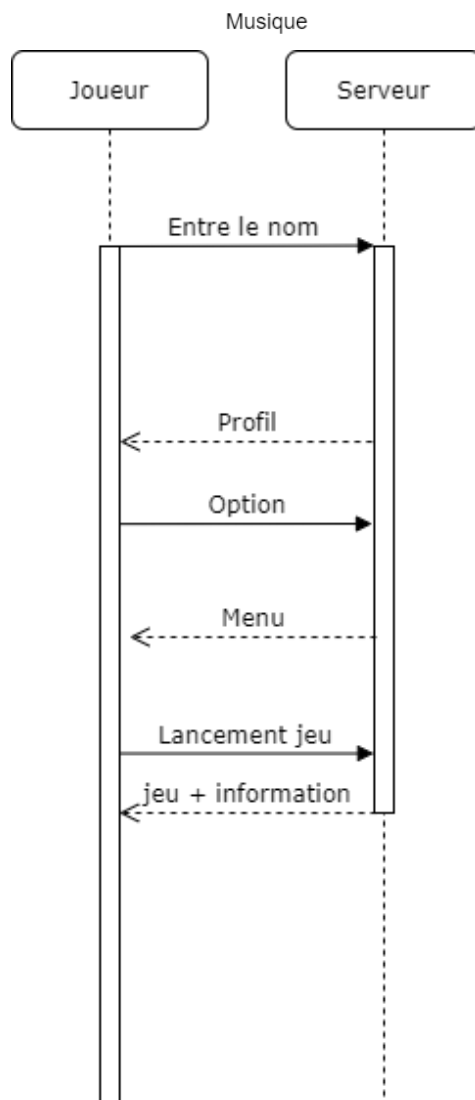 Musique
Joueur
Serveur
Entre le nom
Profil
Option
Menu
Lancement jeu
jeu + information